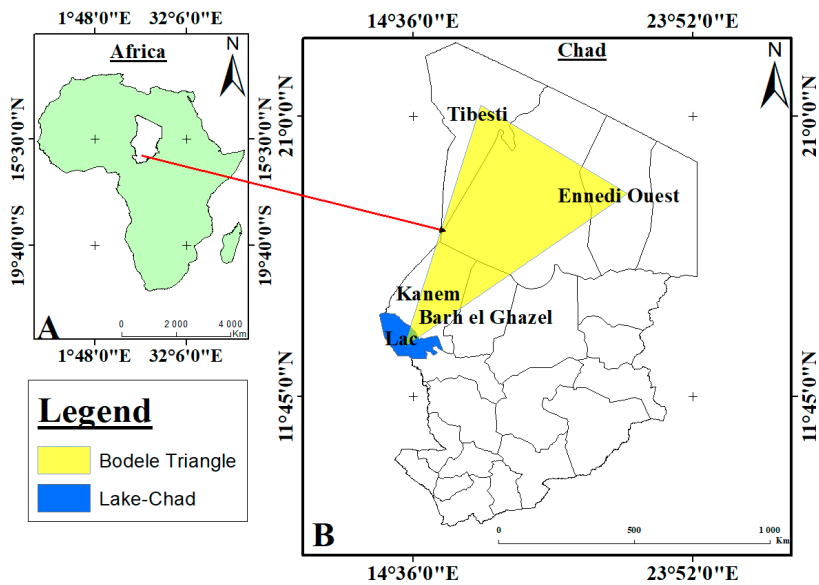 1°48'0"E 32°6'0"E
Africa
N
15°30'0"N
19°40'0"S
15°30'0"N
19°40'0"S
A
0 2 000 4 000
Km
1°48'0"E 32°6'0"E
Legend
Bodele Triangle
Lake-Chad
14°36'0"E 23°52'0"E
Chad
N
Tibesti
21°0'0"N
Ennedi Ouest
Kanem
Barh el Ghazel
Lac
11°45'0"N
21°0'0"N
11°45'0"N
B
0 500 1 000
Km
14°36'0"E 23°52'0"E